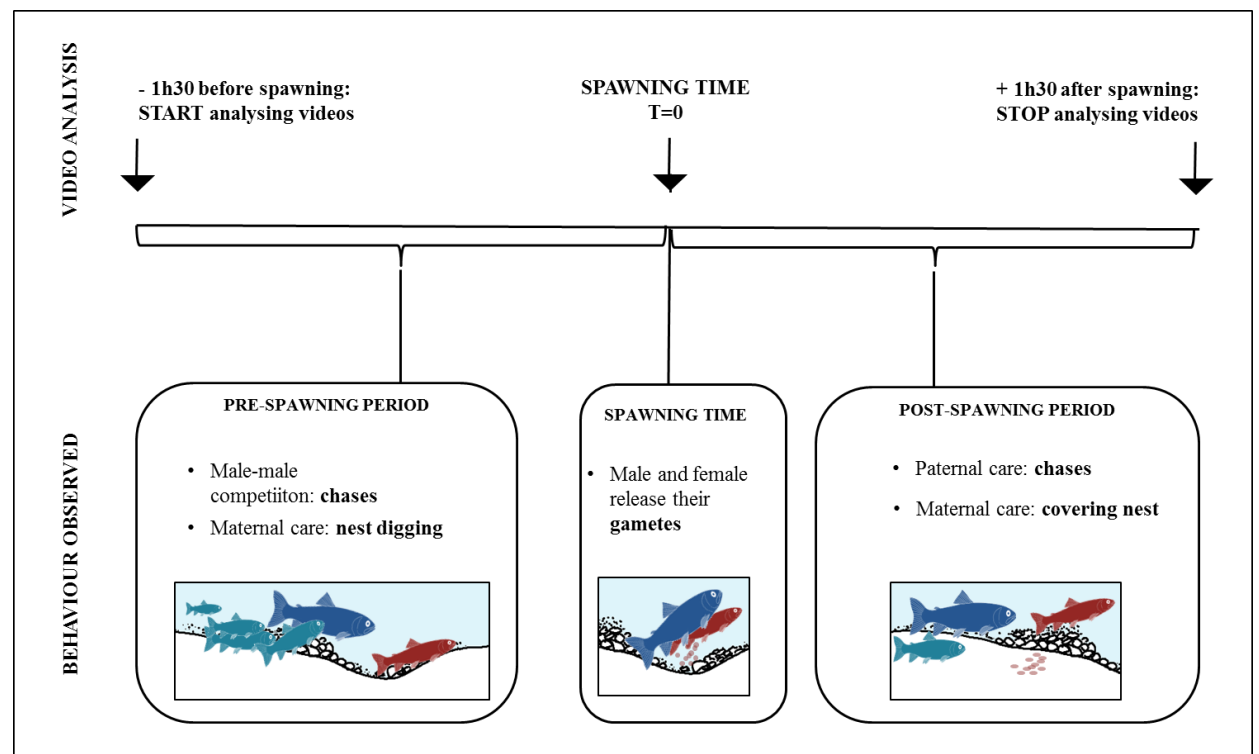 VIDEO ANALYSIS
- 1h30 before spawning:
START analysing videos
SPAWNING TIME
T=0
+ 1h30 after spawning:
STOP analysing videos
BEHAVIOUR OBSERVED
PRE-SPAWNING PERIOD
• Male-male
competiiton: chases
• Maternal care: nest digging
SPAWNING TIME
• Male and female
release their
gametes
POST-SPAWNING PERIOD
• Paternal care: chases
• Maternal care: covering nest